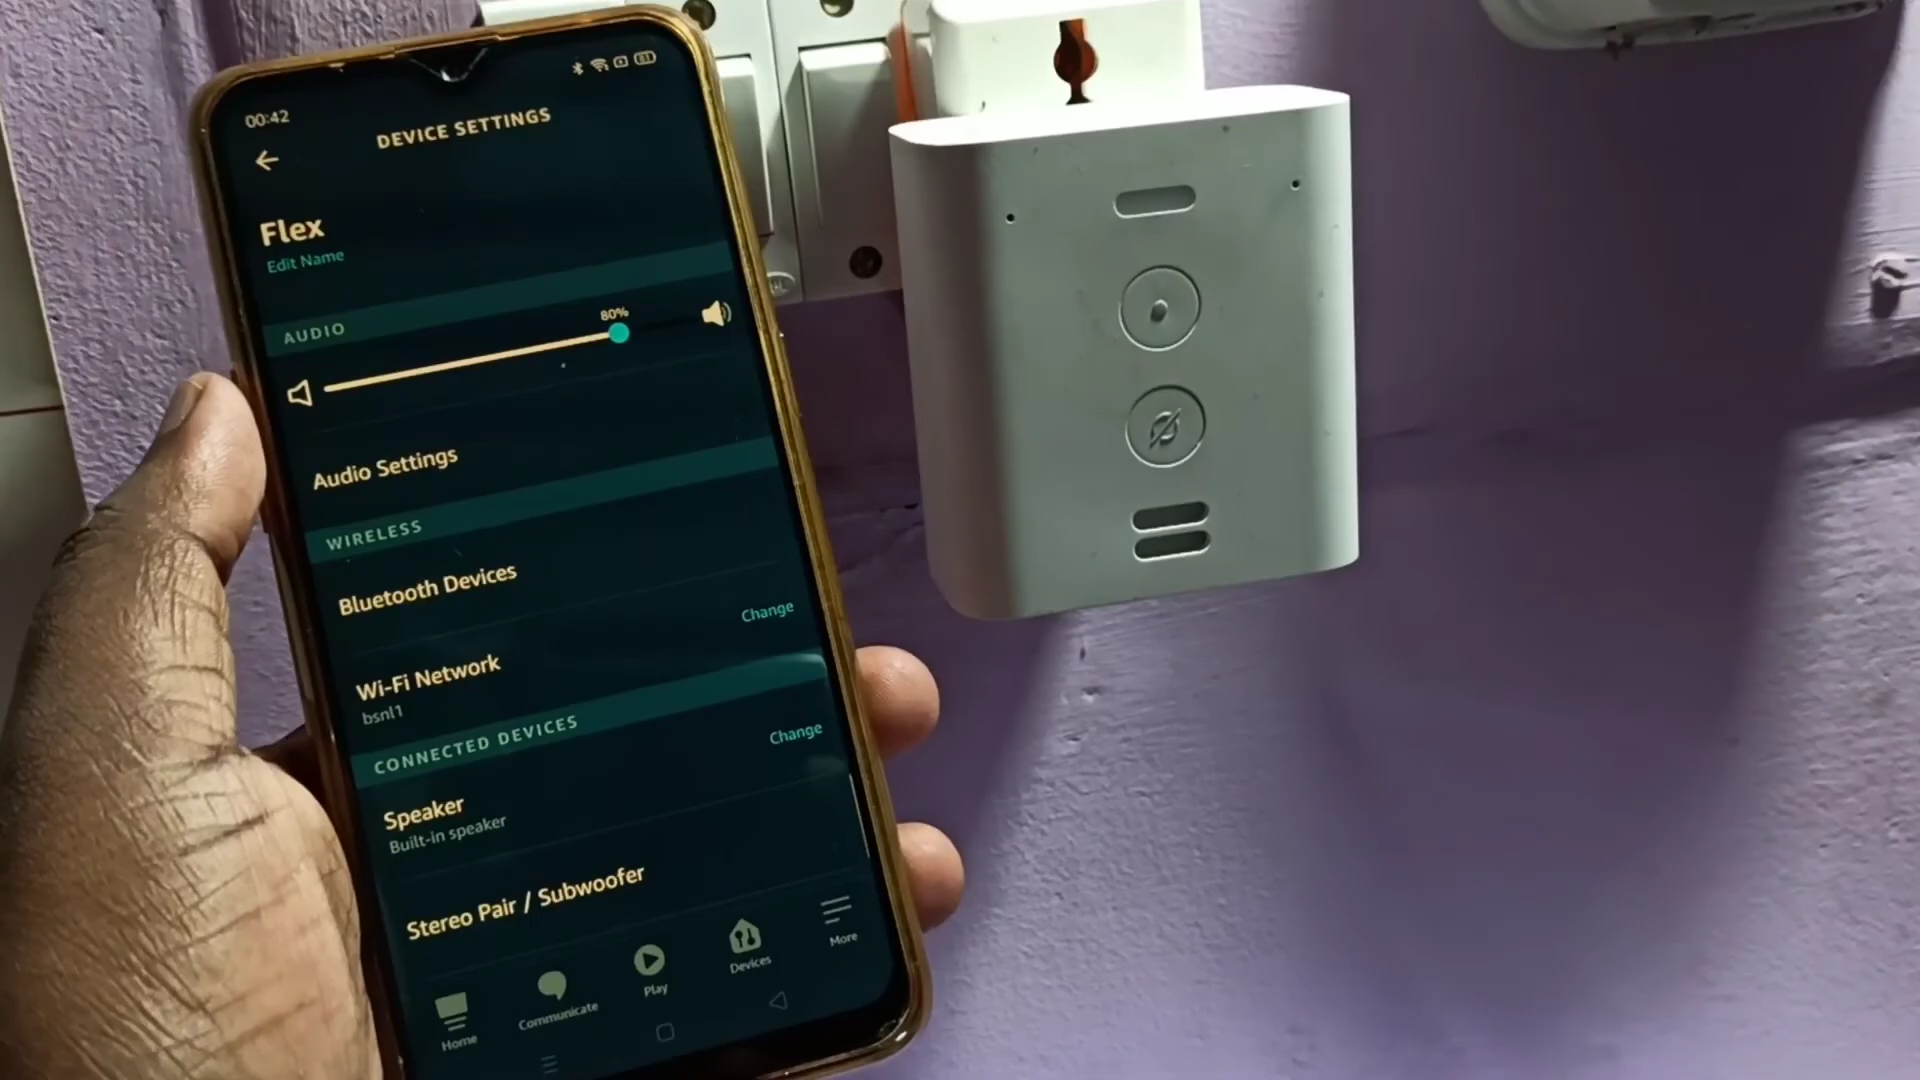 00:42
DEVICE SETTINGS
Flex
Edit Name
AUDIO
80%
Audio Settings
WIRELESS
Bluetooth Devices
Wi-Fi Network
Change
bsnl1
CONNECTED DEVICES
Speaker
Change
Built-in speaker
Stereo Pair / Subwoofer
Home
Communicate
Play
Devices
More